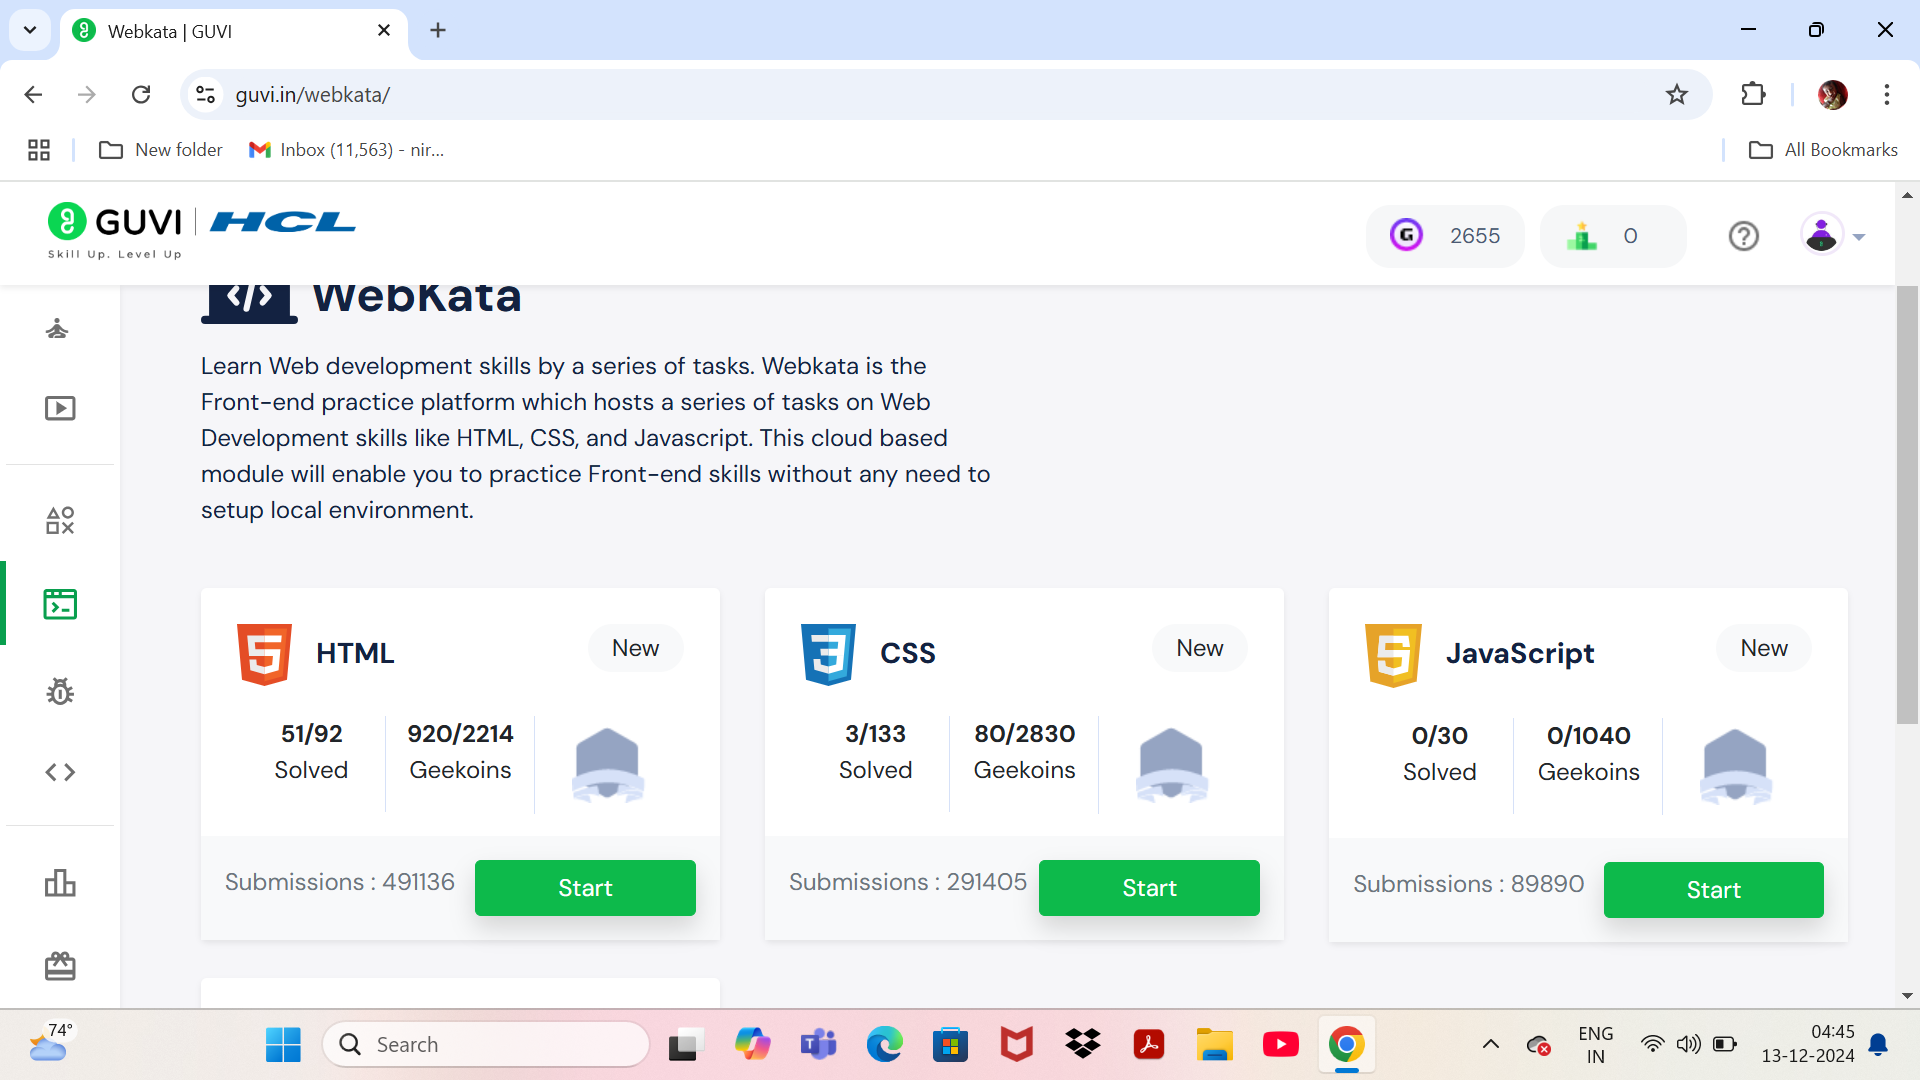 Webkata | GUVI
guvi.in/webkata/
New folder
Inbox (11,563) - nir...
All Bookmarks
GUVI | HCL
Skill Up. Level Up
2655
0
WebKata
Learn Web development skills by a series of tasks. Webkata is the
Front-end practice platform which hosts a series of tasks on Web
Development skills like HTML, CSS, and Javascript. This cloud based
module will enable you to practice Front-end skills without any need to
setup local environment.
HTML
New
51/92
Solved
920/2214
Geekoins
Submissions : 491136
Start
CSS
New
3/133
Solved
80/2830
Geekoins
Submissions : 291405
Start
JavaScript
New
0/30
Solved
0/1040
Geekoins
Submissions : 89890
Start
74°
Search
ENG
IN
04:45
13-12-2024